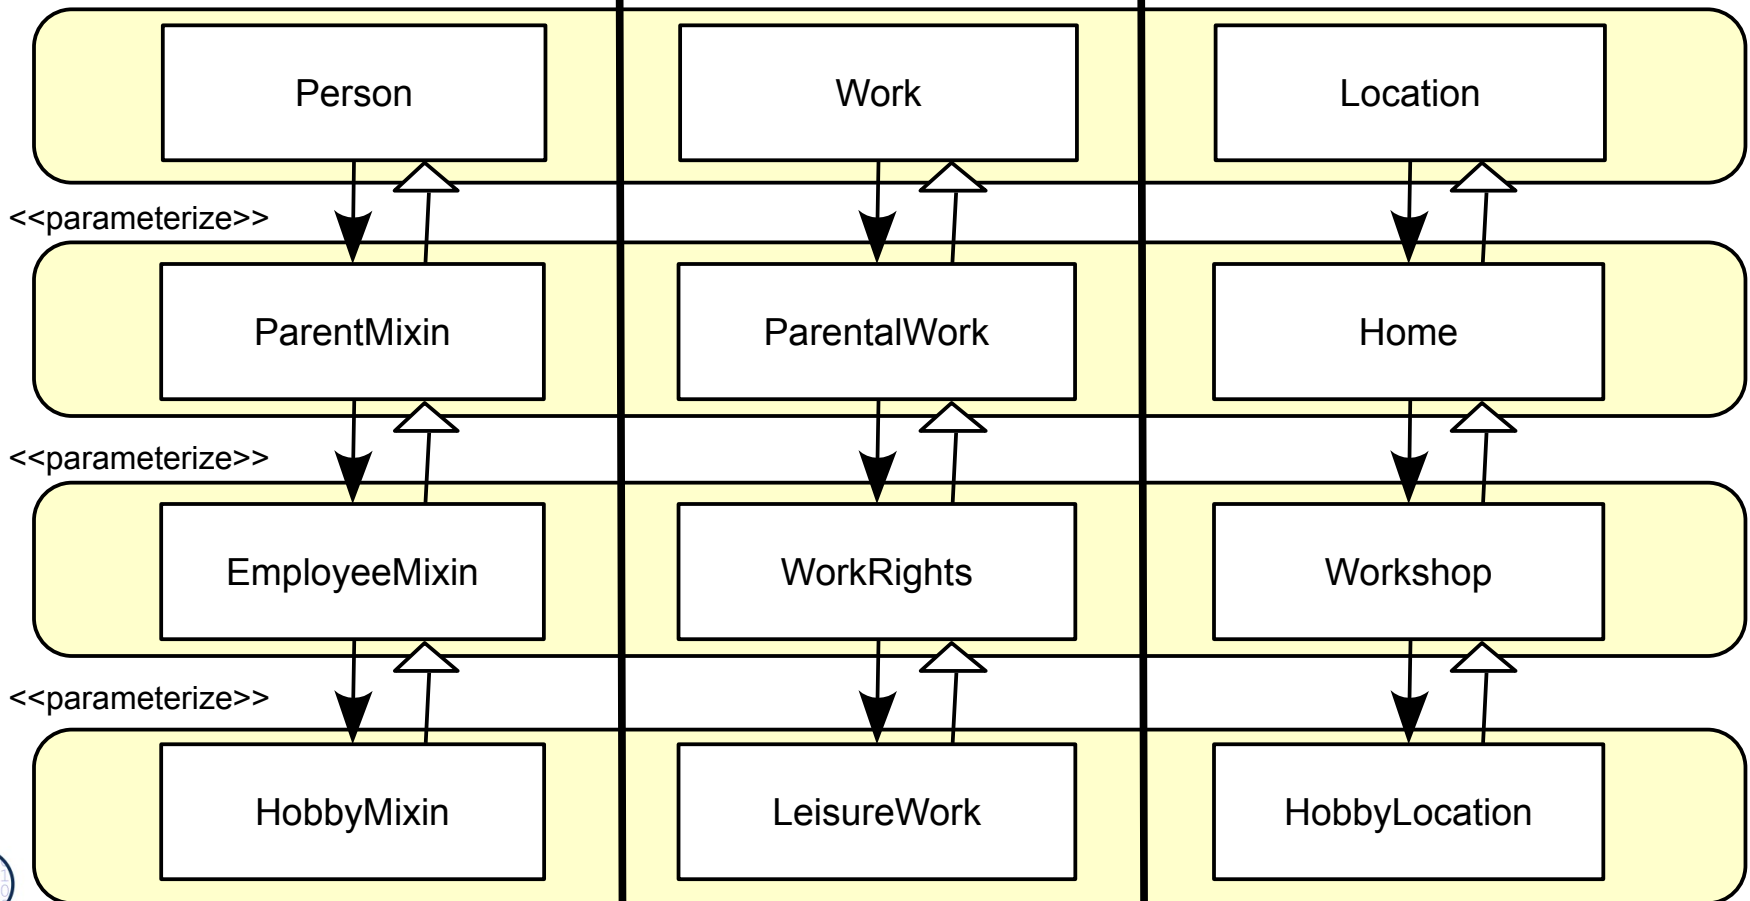 Person
Work
Location
<<parameterize>>
ParentMixin
ParentalWork
Home
<<parameterize>>
EmployeeMixin
WorkRights
Workshop
<<parameterize>>
HobbyMixin
LeisureWork
HobbyLocation